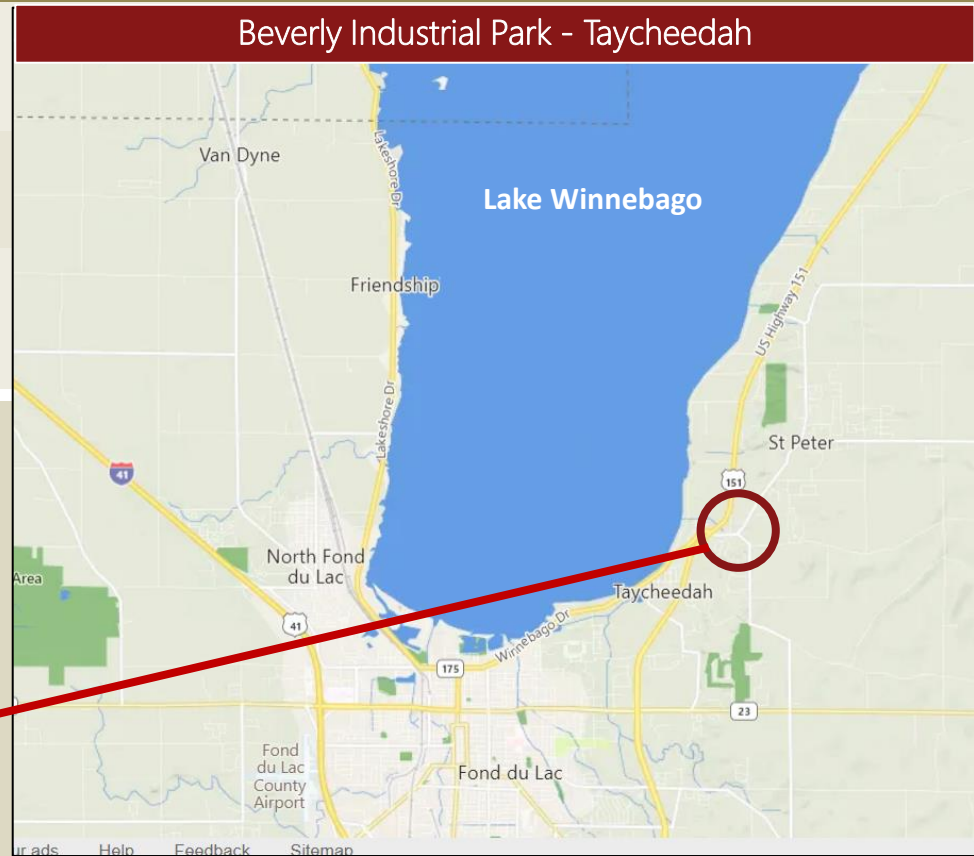 Beverly Industrial Park - Taycheedah
Lakeshore Dr
Van Dyne
Lake Winnebago
Friendship
US Highway 151
Lakeshore Dr
St Peter
41
151
North Fond
du Lac
Area
Taycheedah
41
Winnebago Dr
175
23
Fond
du Lac
County
Airport
Fond du Lac
ur ads Help Feedback Sitemap